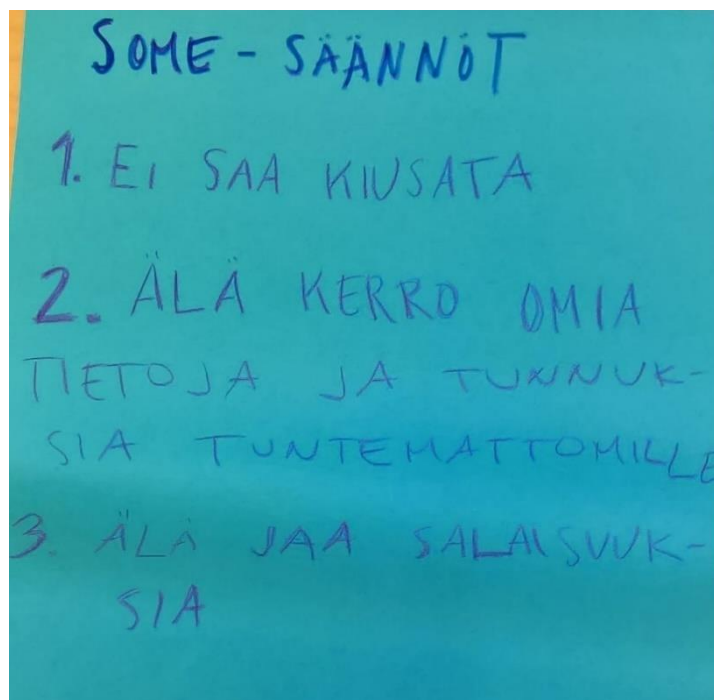 SOME - SÄÄNNÖT
1. EI SAA KIUSATA
2. ÄLÄ KERRO OMIA
TIETOJA JA TUNNUK-
SIA TUNTEMATTOMILLE
3. ÄLÄ JAA SALAISUUK-
SIA